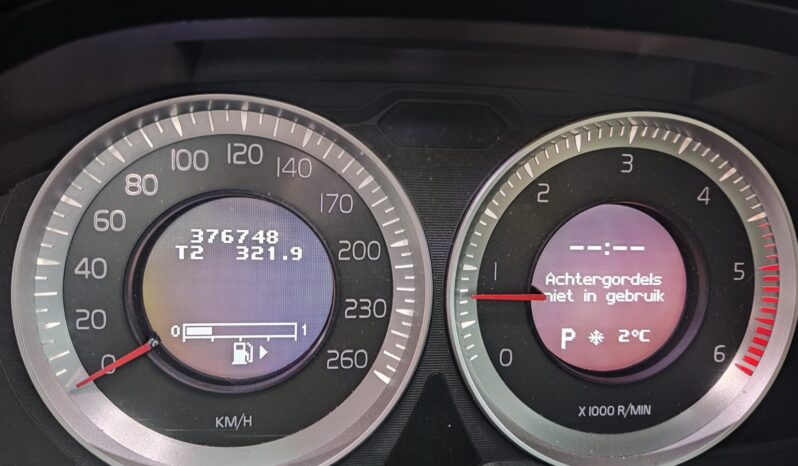 0 20 40 60 80 100 120 140 170 200 230 260
376748
T2 321.9
0 1
KM/H
0 1 2 3 4 5 6
--:--
Achtergordels
niet in gebruik
P 2°C
X 1000 R/MIN